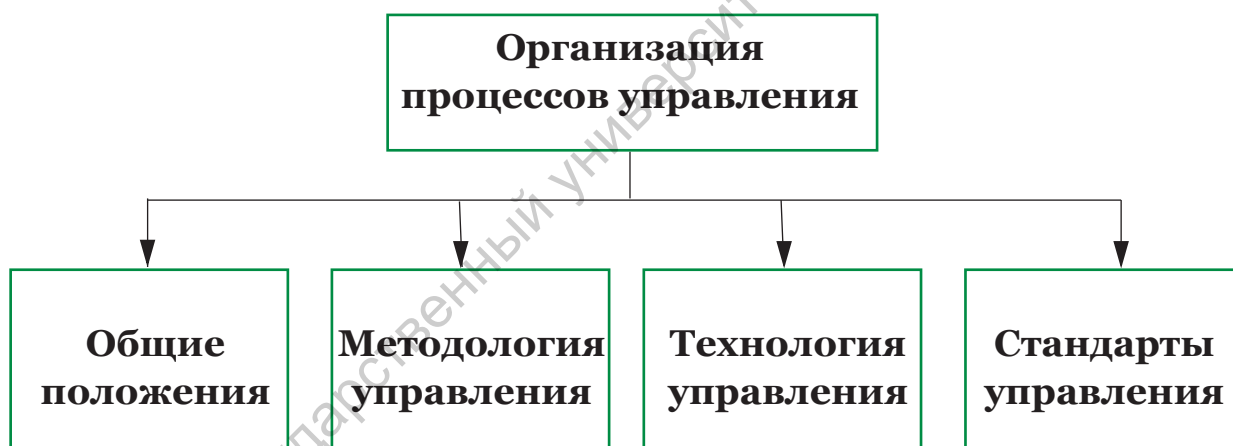 Организация
процессов управления
Общие
положения
Методология
управления
Технология
управления
Стандарты
управления